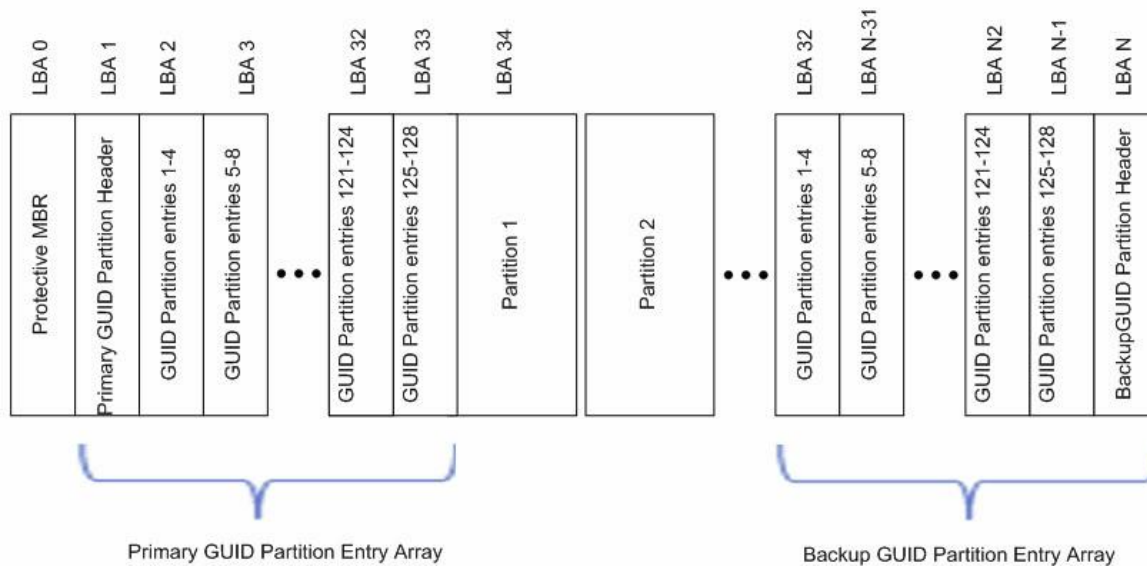 LBA 0
LBA 1
LBA 2
LBA 3
LBA 32
LBA 33
LBA 34
LBA 32
LBA N-31
LBA N2
LBA N-1
LBA N
Protective MBR
Primary GUID Partition Header
GUID Partition entries 1-4
GUID Partition entries 5-8
GUID Partition entries 121-124
GUID Partition entries 125-128
Partition 1
Partition 2
GUID Partition entries 1-4
GUID Partition entries 5-8
GUID Partition entries 121-124
GUID Partition entries 125-128
BackupGUID Partition Header
Primary GUID Partition Entry Array
Backup GUID Partition Entry Array